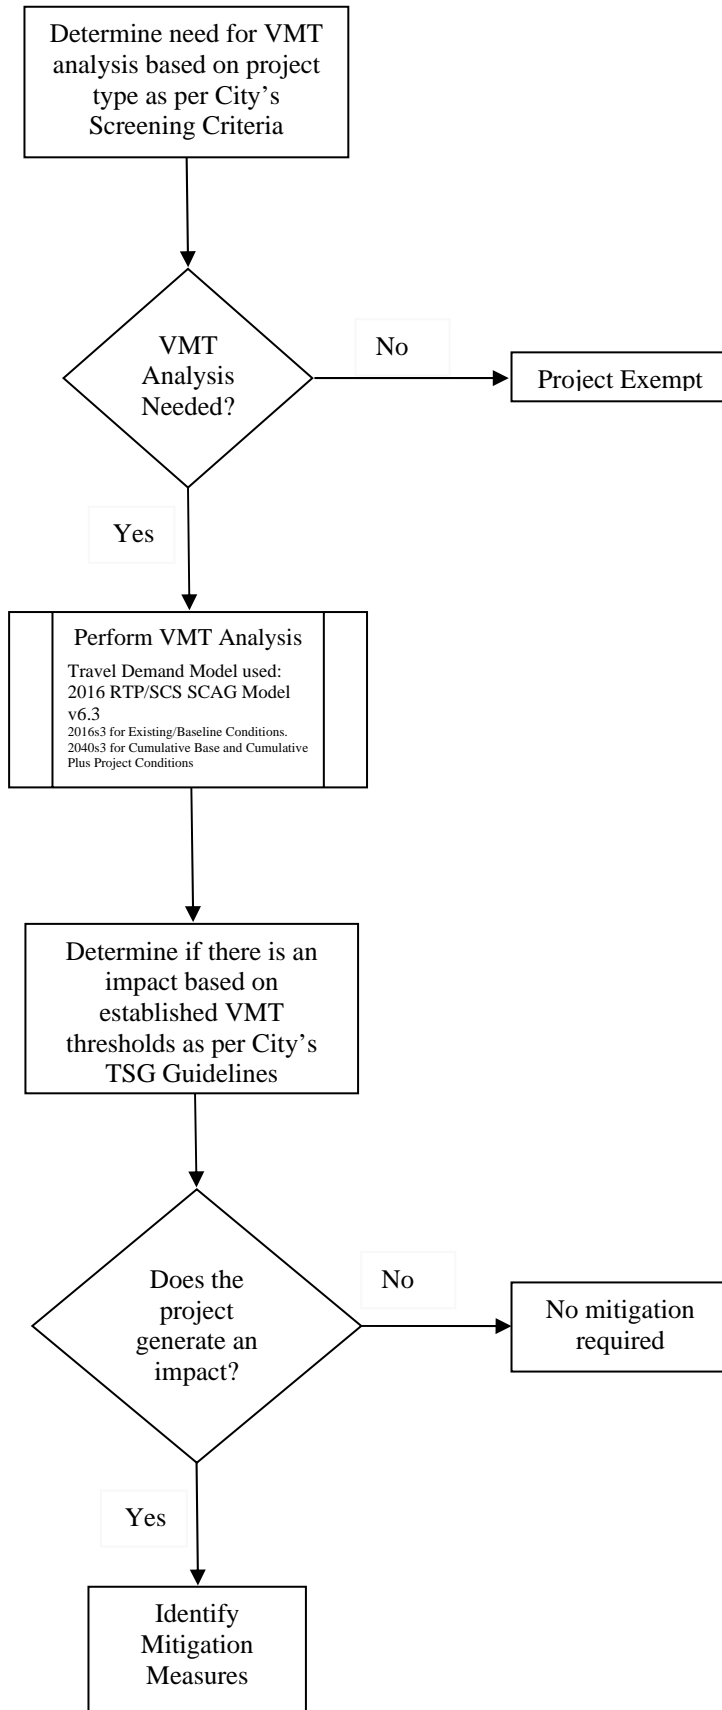 Determine need for VMT
analysis based on project
type as per City’s
Screening Criteria
VMT
Analysis
Needed?
No
Project Exempt
Yes
Perform VMT Analysis
Travel Demand Model used:
2016 RTP/SCS SCAG Model
v6.3
2016s3 for Existing/Baseline Conditions.
2040s3 for Cumulative Base and Cumulative
Plus Project Conditions
Determine if there is an
impact based on
established VMT
thresholds as per City’s
TSG Guidelines
Does the
project
generate an
impact?
No
No mitigation
required
Yes
Identify
Mitigation
Measures